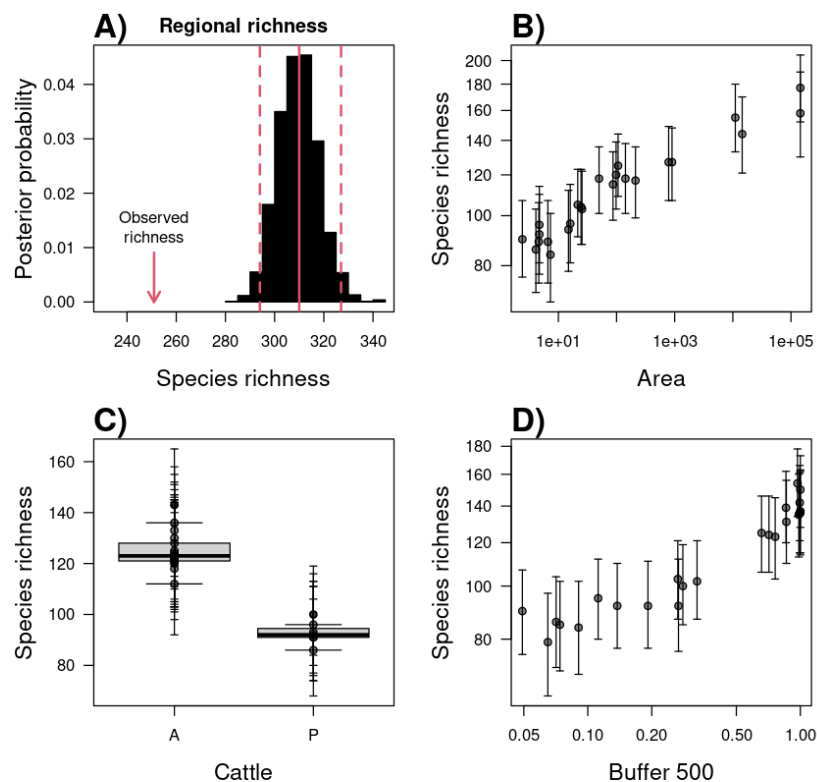 A)
Regional richness
Posterior probability
0.04
0.03
0.02
0.01
0.00
Observed
richness
240 260 280 300 320 340
Species richness
B)
Species richness
200
180
160
140
120
100
80
1e+01 1e+03 1e+05
Area
C)
Species richness
160
140
120
100
80
A P
Cattle
D)
Species richness
180
160
140
120
100
80
0.05 0.10 0.20 0.50 1.00
Buffer 500